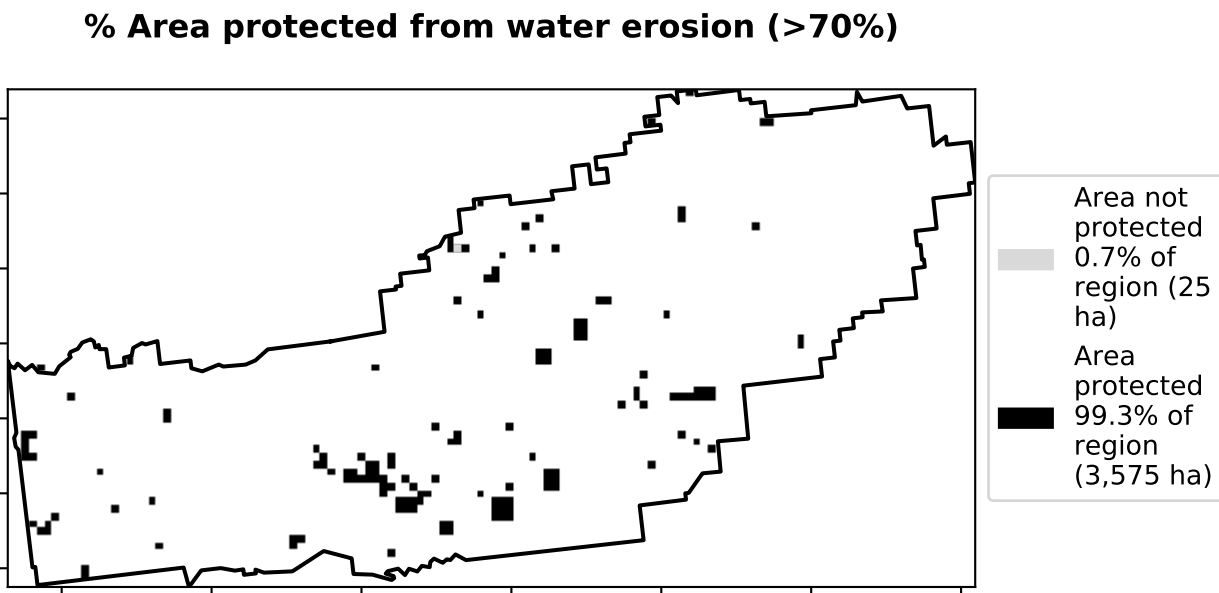 % Area protected from water erosion (>70%)
Area not
protected
0.7% of
region (25
ha)
Area
protected
99.3% of
region
(3,575 ha)